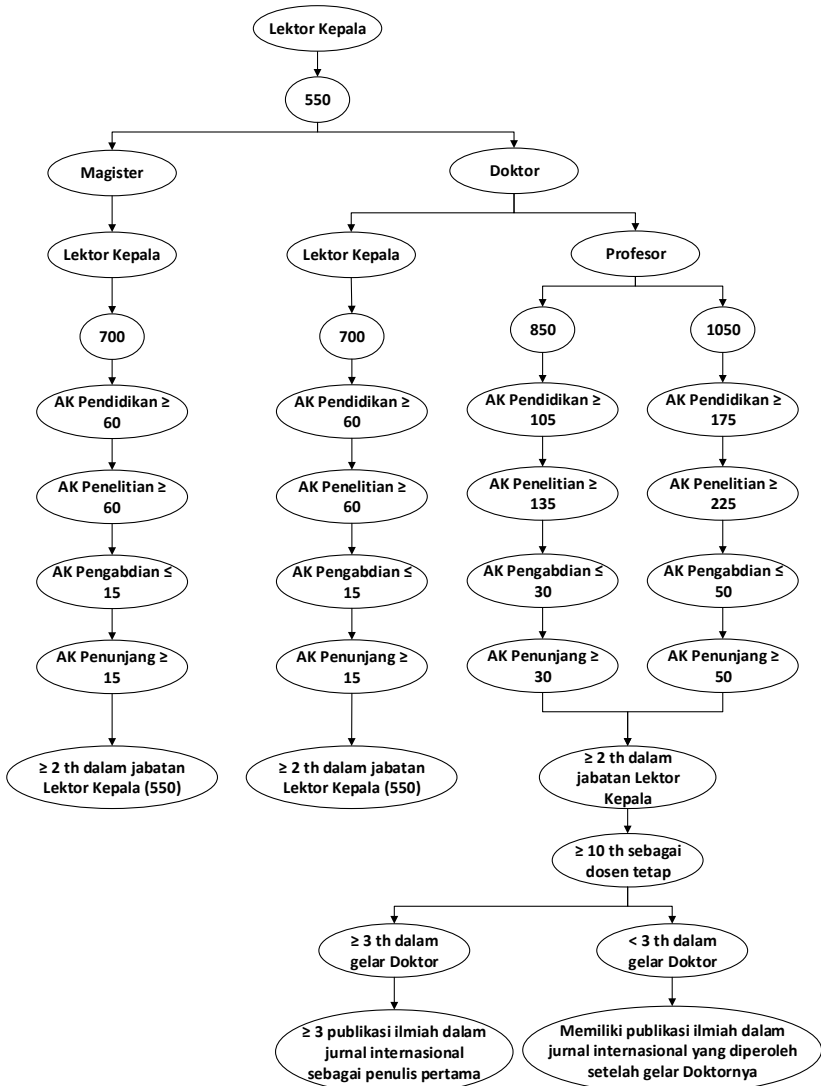 Lektor Kepala
550
Magister
Doktor
Lektor Kepala
Lektor Kepala
Profesor
700
700
850
1050
AK Pendidikan ≥
60
AK Pendidikan ≥
60
AK Pendidikan ≥
105
AK Pendidikan ≥
175
AK Penelitian ≥
60
AK Penelitian ≥
60
AK Penelitian ≥
135
AK Penelitian ≥
225
AK Pengabdian ≤
15
AK Pengabdian ≤
15
AK Pengabdian ≤
30
AK Pengabdian ≤
50
AK Penunjang ≥
15
AK Penunjang ≥
15
AK Penunjang ≥
30
AK Penunjang ≥
50
≥ 2 th dalam jabatan
Lektor Kepala (550)
≥ 2 th dalam jabatan
Lektor Kepala (550)
≥ 2 th dalam
jabatan Lektor
Kepala
≥ 10 th sebagai
dosen tetap
≥ 3 th dalam
gelar Doktor
< 3 th dalam
gelar Doktor
≥ 3 publikasi ilmiah dalam
jurnal internasional
sebagai penulis pertama
Memiliki publikasi ilmiah dalam
jurnal internasional yang diperoleh
setelah gelar Doktornya